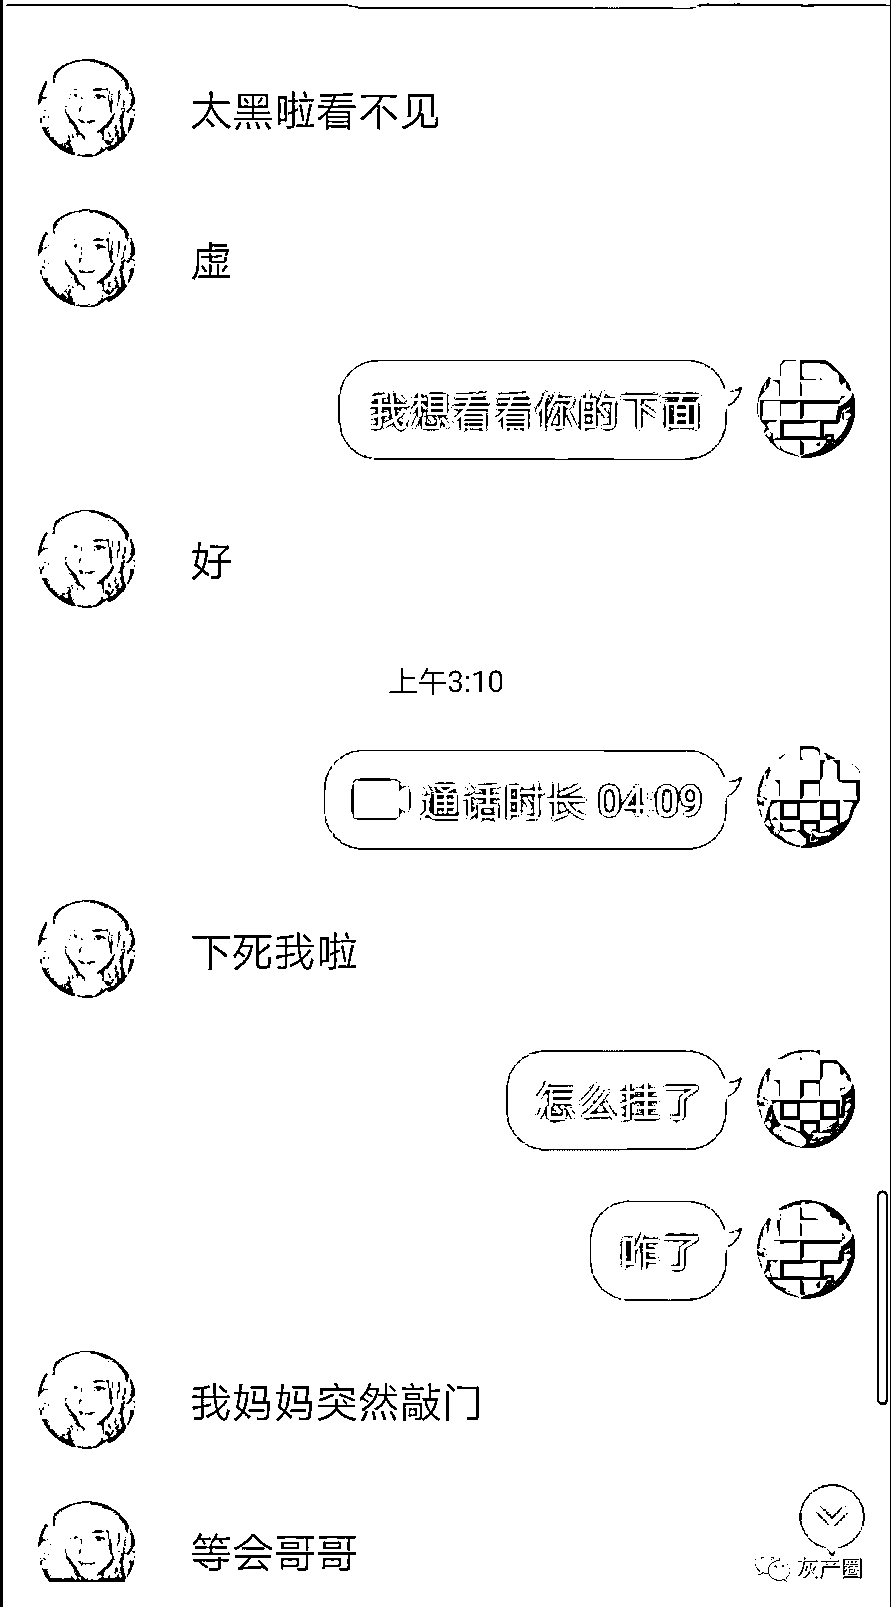 太黑啦看不见
虚
我想看看你的下面
好
上午3:10
通话时长 04:09
下死我啦
怎么挂了
咋了
我妈妈突然敲门
等会哥哥
灰产圈